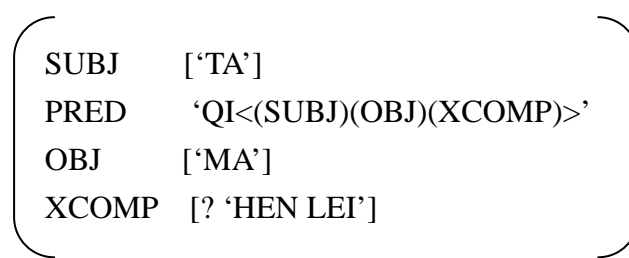 SUBJ [‘TA’]
PRED ‘QI<(SUBJ)(OBJ)(XCOMP)>’
OBJ [‘MA’]
XCOMP [? ‘HEN LEI’]